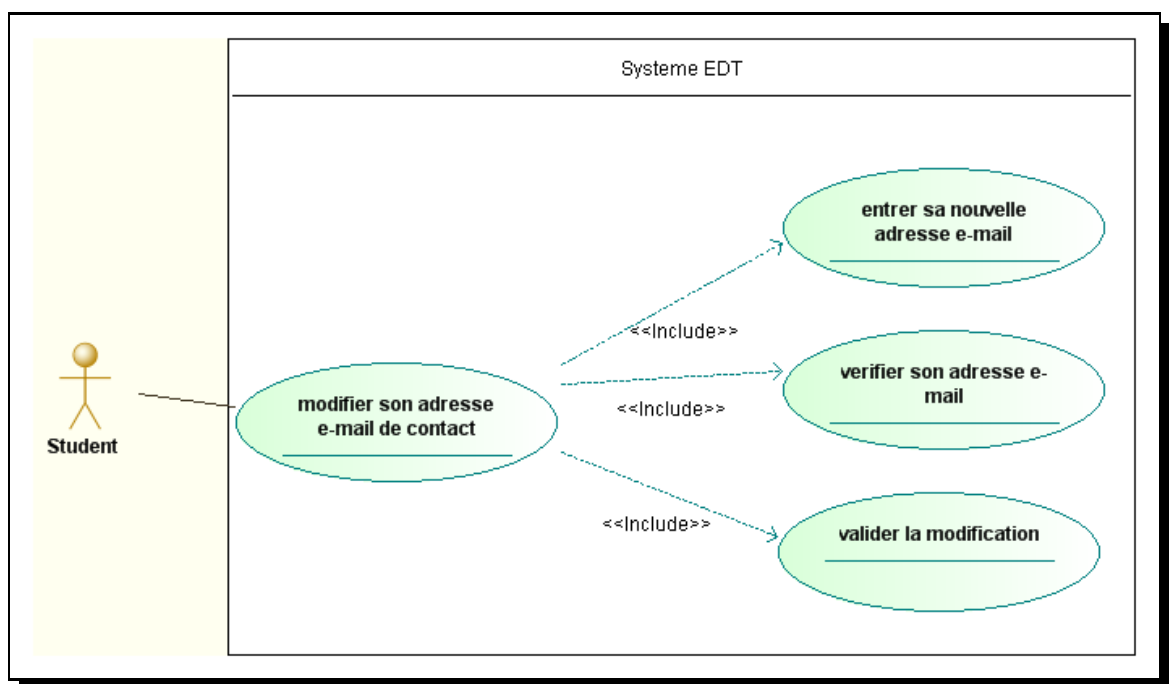 Systeme EDT
entrer sa nouvelle
adresse e-mail
<<Include>>
verifier son adresse e-
mail
<<Include>>
modifier son adresse
e-mail de contact
Student
<<Include>>
valider la modification